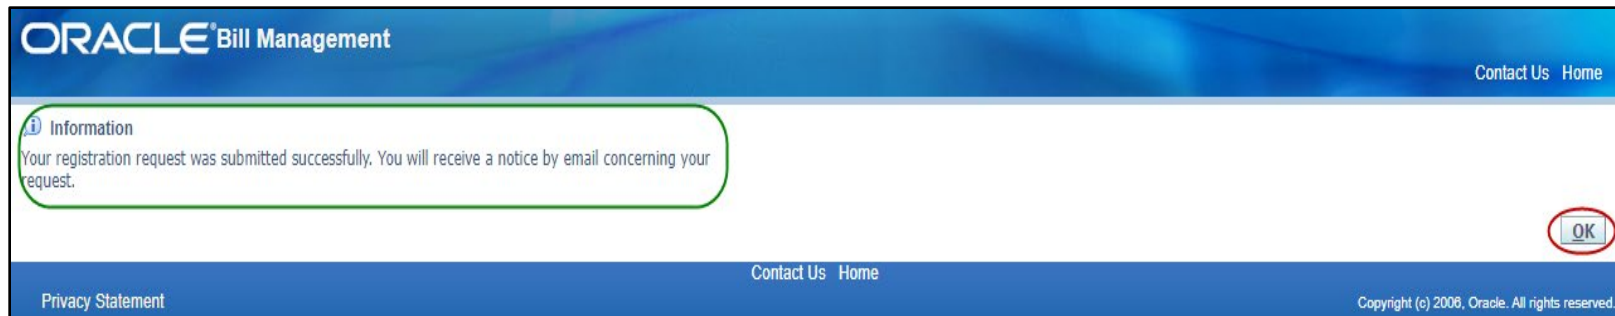 ORACLE® Bill Management
Contact Us Home
Information
Your registration request was submitted successfully. You will receive a notice by email concerning your
request.
OK
Contact Us Home
Privacy Statement
Copyright (c) 2006, Oracle. All rights reserved.